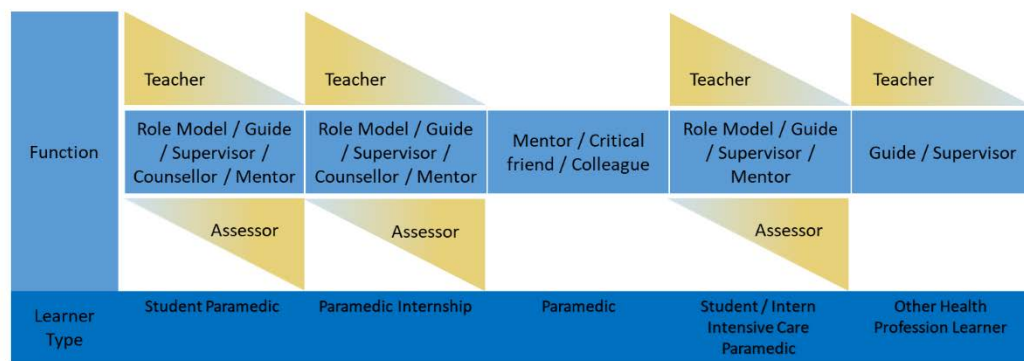 Teacher
Teacher
Teacher
Teacher
Function
Role Model / Guide
/ Supervisor /
Counsellor / Mentor
Role Model / Guide
/ Supervisor /
Counsellor / Mentor
Mentor / Critical
friend / Colleague
Role Model / Guide
/ Supervisor /
Mentor
Guide / Supervisor
Assessor
Assessor
Assessor
Learner
Type
Student Paramedic
Paramedic Internship
Paramedic
Student / Intern
Intensive Care
Paramedic
Other Health
Profession Learner